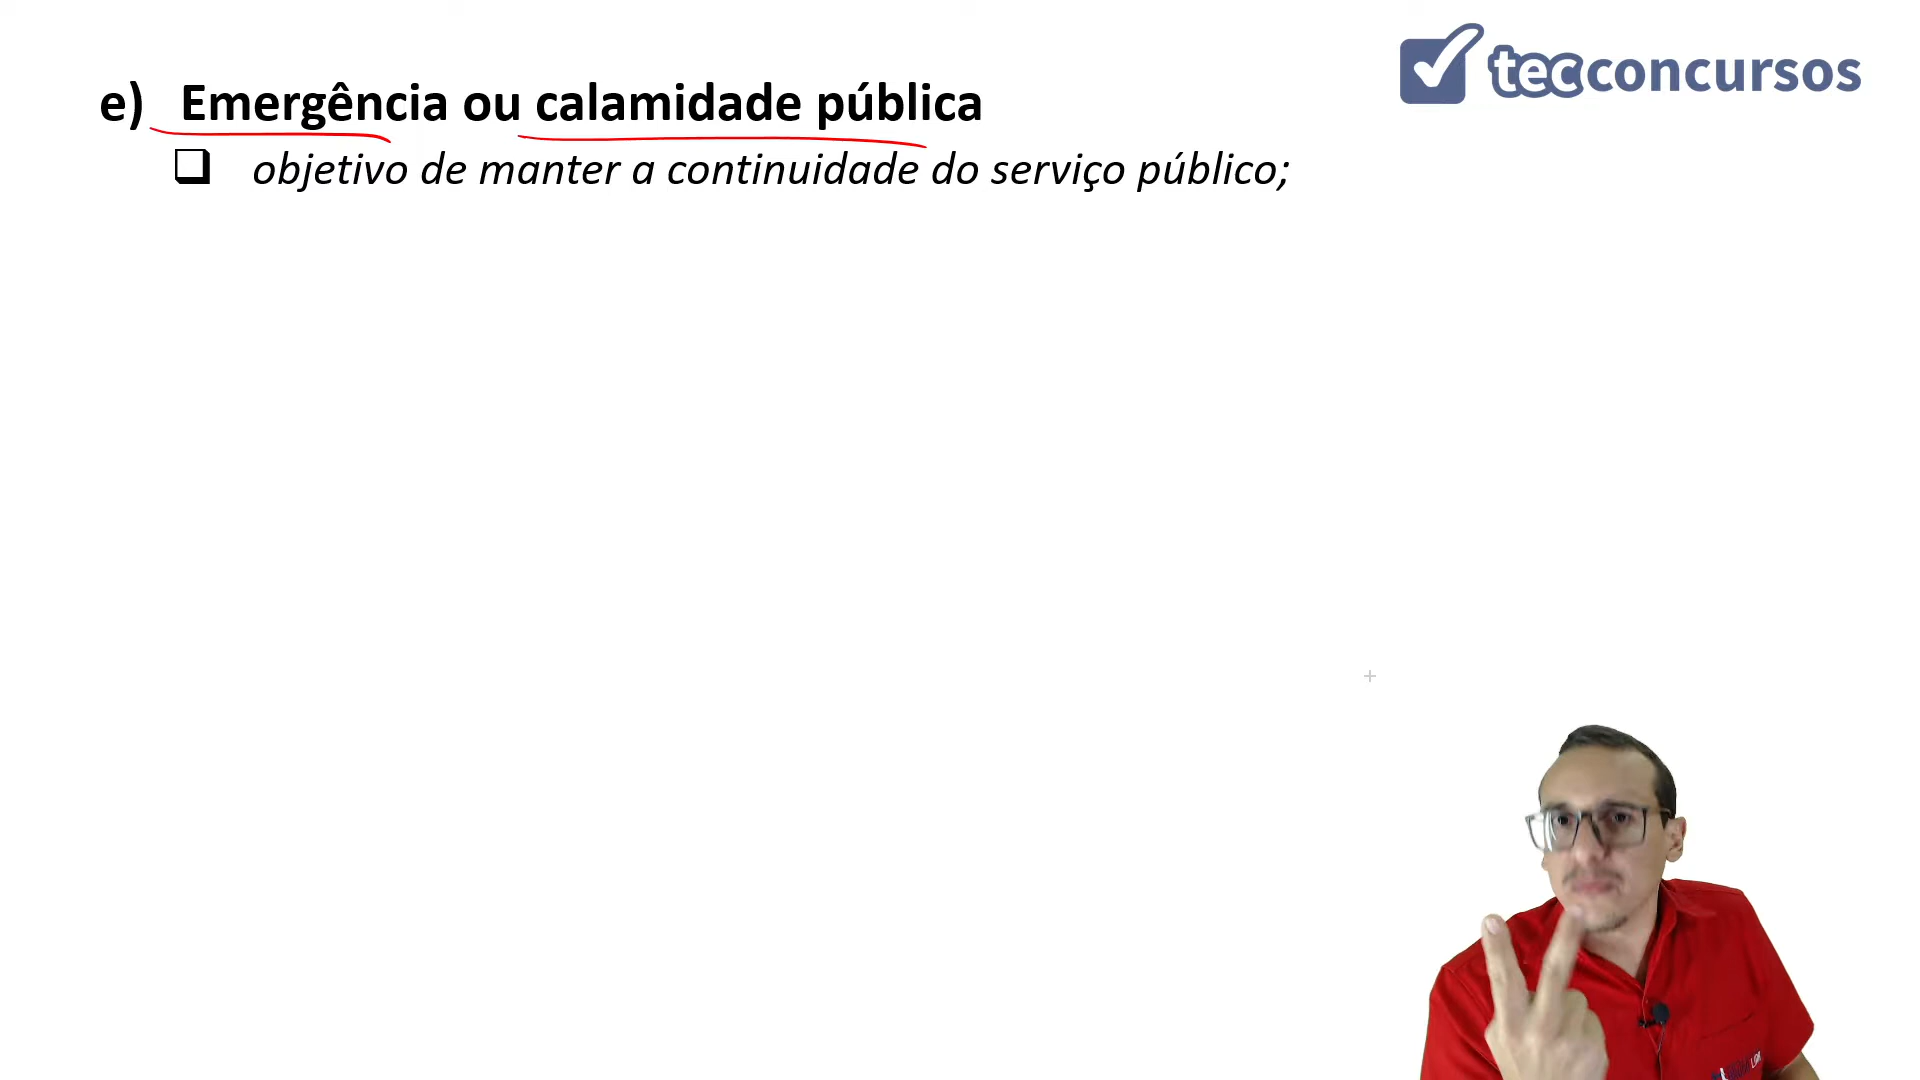 tecconcursos
e) Emergência ou calamidade pública
❑ objetivo de manter a continuidade do serviço público;